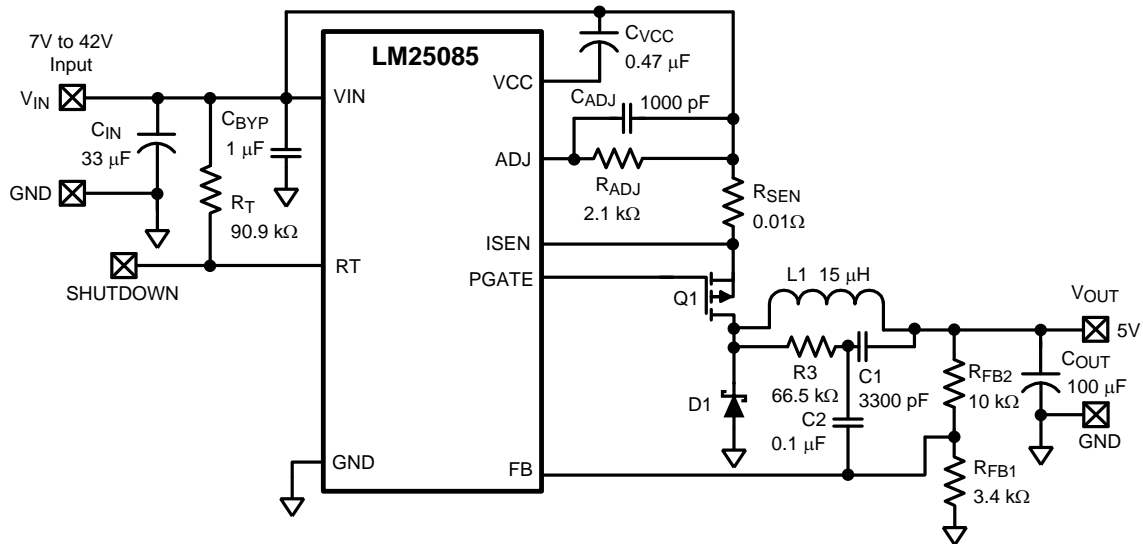 7V to 42V
Input
VIN
CIN
33 μF
GND
RT
90.9 kΩ
SHUTDOWN
CBYP
1 μF
LM25085
VIN
RT
GND
VCC
ADJ
ISEN
PGATE
FB
CVCC
0.47 μF
CADJ
1000 pF
RADJ
2.1 kΩ
RSEN
0.01Ω
Q1
L1 15 μH
R3
66.5 kΩ
C1
3300 pF
C2
0.1 μF
D1
RFB2
10 kΩ
RFB1
3.4 kΩ
VOUT
5V
COUT
100 μF
GND